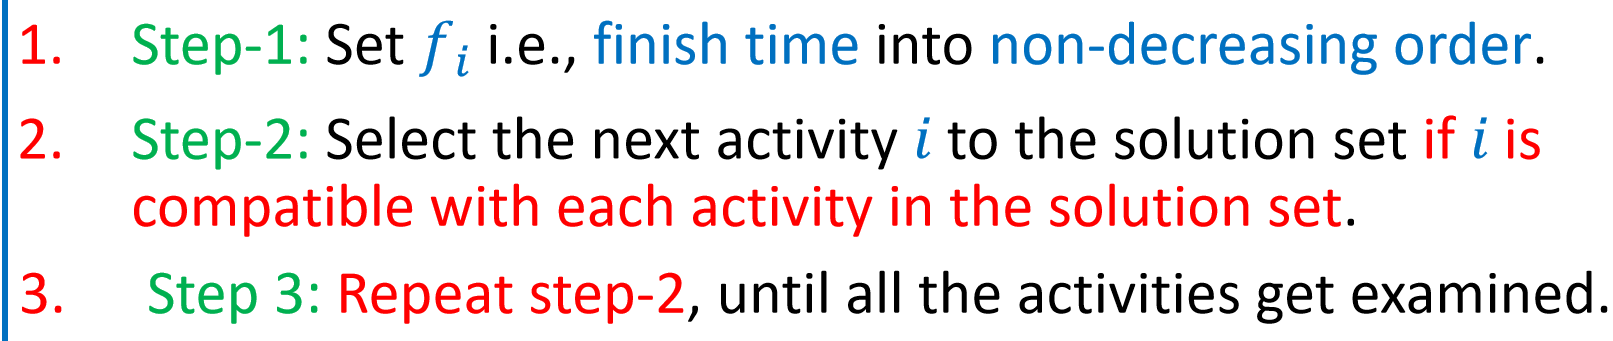 1. Step-1: Set fᵢ i.e., finish time into non-decreasing order.
2. Step-2: Select the next activity i to the solution set if i is
compatible with each activity in the solution set.
3. Step 3: Repeat step-2, until all the activities get examined.